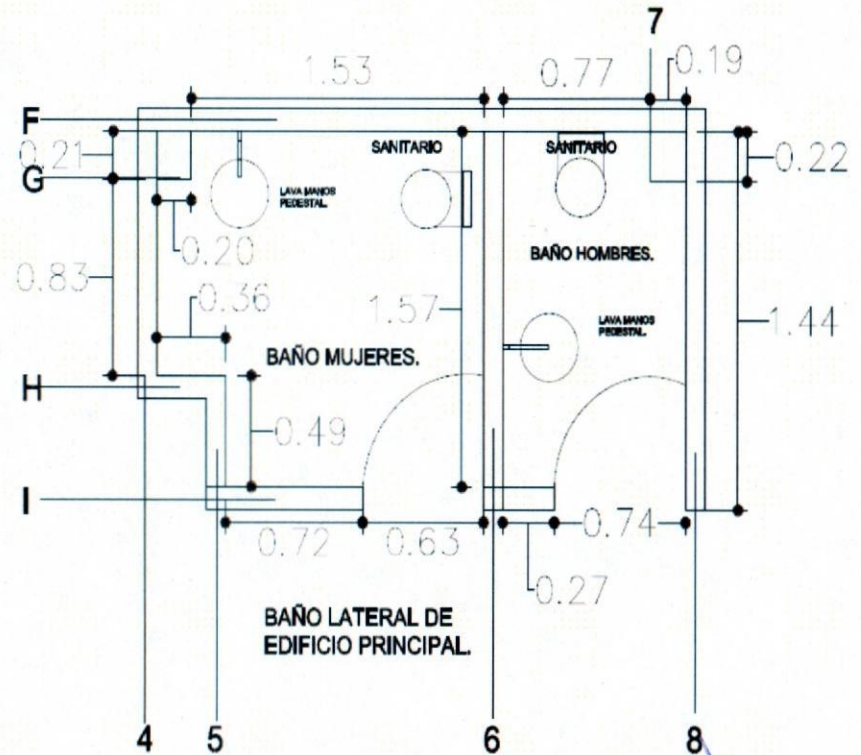 7
1.53
0.77
0.19
F
0.21
G
SANITARIO
SANITARIO
0.22
LAVA MANOS
PEDESTAL.
0.20
BAÑO HOMBRES.
0.83
0.36
1.57
LAVA MANOS
PEDESTAL.
1.44
BAÑO MUJERES.
H
0.49
I
0.72
0.63
0.74
0.27
BAÑO LATERAL DE
EDIFICIO PRINCIPAL.
4
5
6
8